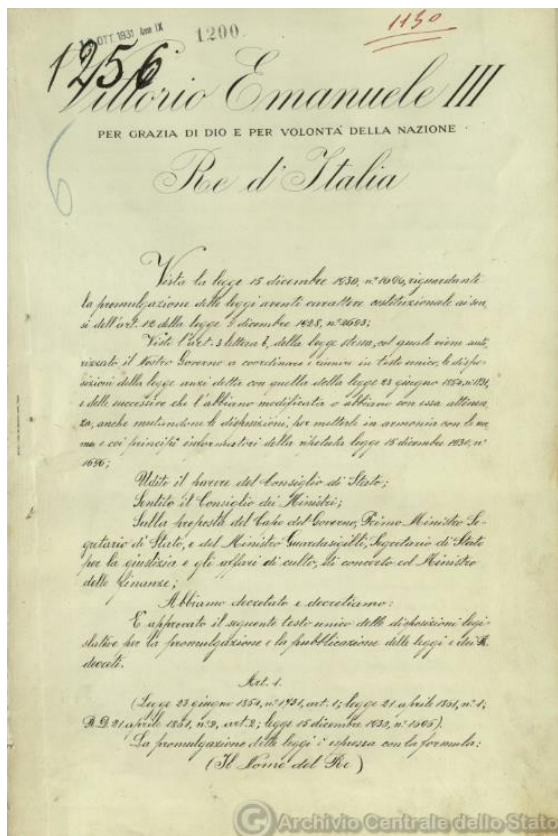 OTT 1931 Anno IX
1200
1150
1256
Vittorio Emanuele III
PER GRAZIA DI DIO E PER VOLONTÀ DELLA NAZIONE
Re d'Italia
Vista la legge 15 dicembre 1930, n° 1696, riguardante
la promulgazione delle leggi aventi carattere costituzionale ai sen
si dell'art. 12 della legge 9 dicembre 1928, n° 2693;
Visto l'art. 3 lettera b, della legge stessa, col quale viene auto
rizzato il Nostro Governo a coordinare e riunire in testo unico, le dispo
sizioni della legge anzi detta con quella della legge 23 giugno 1854, n° 1731,
e delle successive che l'abbiano modificata o abbiano con essa attinen
za, anche mutandone le disposizioni, per metterle in armonia con le nor
me e coi principi informatori della ripetuta legge 15 dicembre 1930, n°
1696;
Udito il parere del Consiglio di Stato;
Sentito il Consiglio dei Ministri;
Sulla proposta del Capo del Governo, Primo Ministro Se
gretario di Stato, e del Ministro Guardasigilli, Segretario di Stato
per la giustizia e gli affari di culto, di concerto col Ministro
delle finanze;
Abbiamo decretato e decretiamo:
È approvato il seguente testo unico delle disposizioni legi
slative per la promulgazione e la pubblicazione delle leggi e dei R.
decreti.
Art. 1.
(Legge 23 giugno 1854, n° 1731, art. 1; legge 21 aprile 1861, n° 1;
R.D. 21 aprile 1861, n° 2, art. 2; legge 15 dicembre
La promulgazione delle leggi è espressa con la formula:
(Il Nome del Re)
Archivio Centrale dello Stato